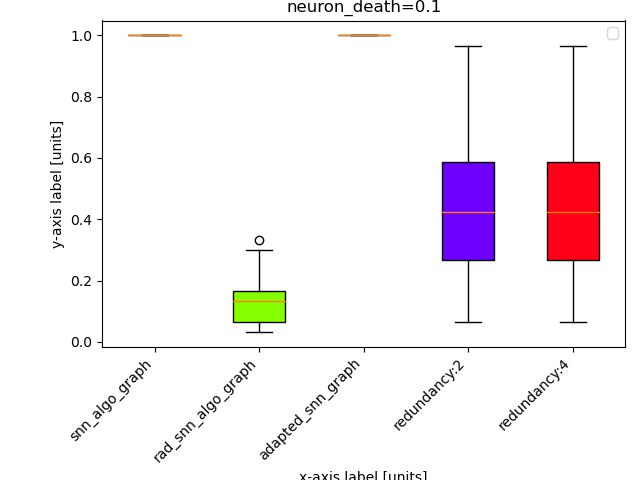 neuron_death=0.1
1.0
0.8
0.6
0.4
0.2
0.0
y-axis label [units]
snn_algo_graph
rad_snn_algo_graph
adapted_snn_graph
redundancy:2
redundancy:4
x-axis label [units]